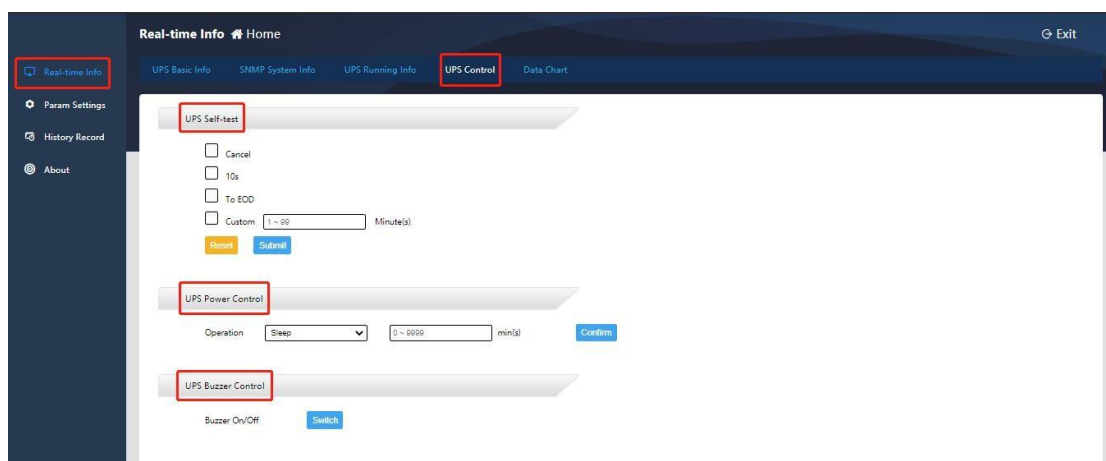 Real-time Info Home
Exit
Real-time Info
Param Settings
History Record
About
UPS Basic Info SNMP System Info UPS Running Info UPS Control Data Chart
UPS Self-test
Cancel
10s
To EOD
Custom 1 ~ 99 Minute(s)
Reset Submit
UPS Power Control
Operation Sleep 0 ~ 9999 min(s) Confirm
UPS Buzzer Control
Buzzer On/Off Switch